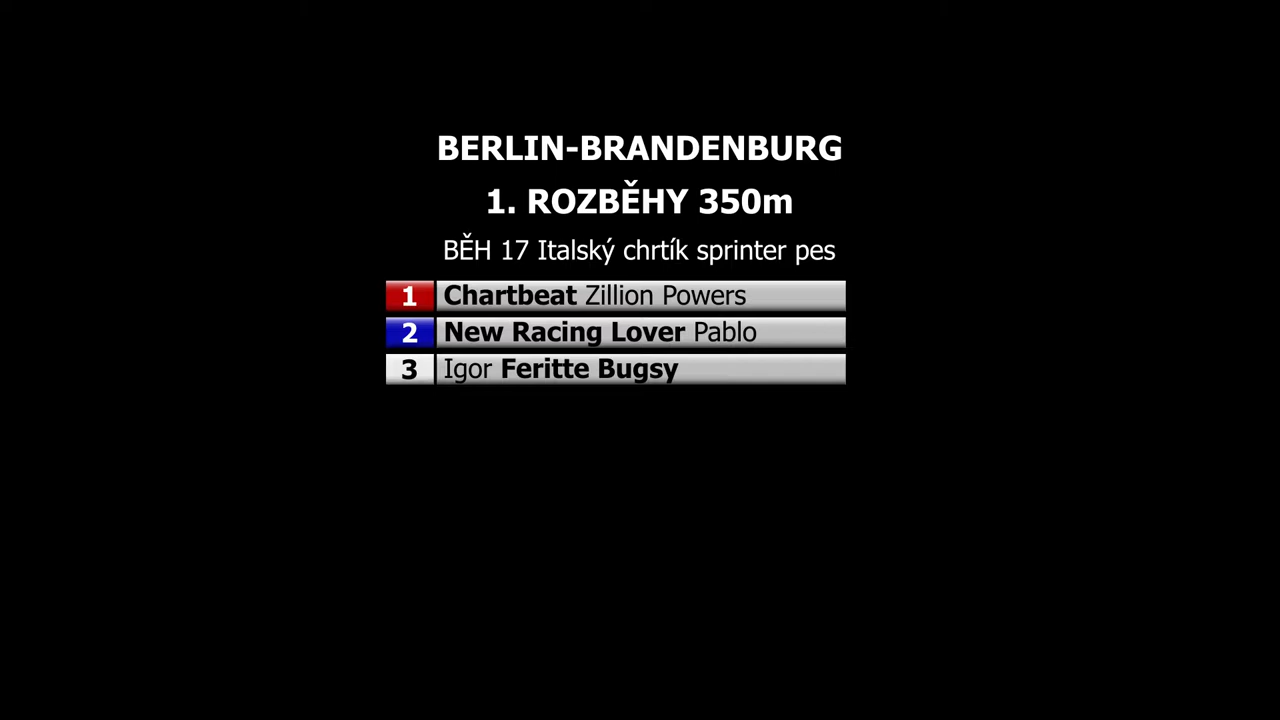 BERLIN-BRANDENBURG
1. ROZBĚHY 350m
BĚH 17 Italský chrtík sprinter pes
1 Chartbeat Zillion Powers
2 New Racing Lover Pablo
3 Igor Feritte Bugsy